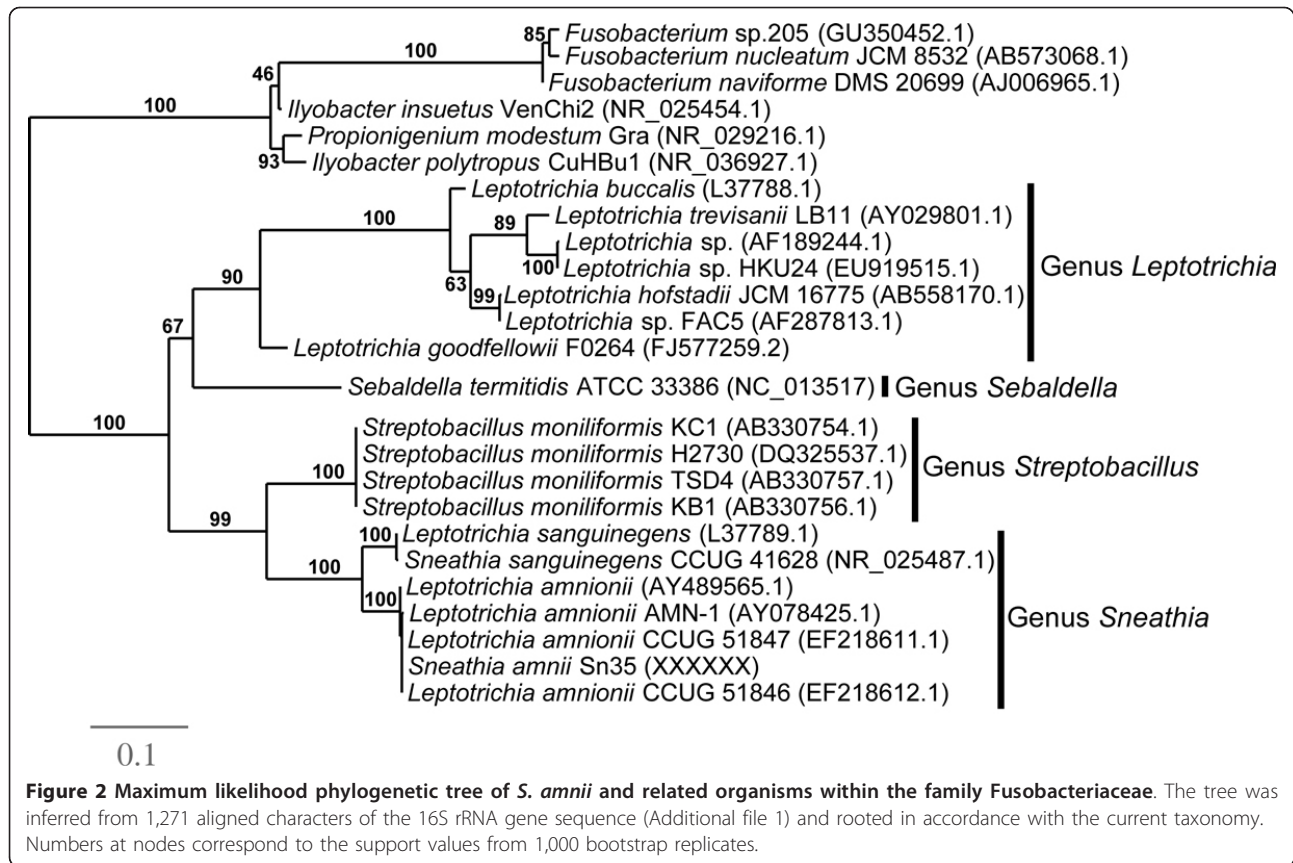 85
Fusobacterium sp.205 (GU350452.1)
100
Fusobacterium nucleatum JCM 8532 (AB573068.1)
46
Fusobacterium naviforme DMS 20699 (AJ006965.1)
100
Ilyobacter insuetus VenChi2 (NR_025454.1)
Propionigenium modestum Gra (NR_029216.1)
93
Ilyobacter polytropus CuHBu1 (NR_036927.1)
Leptotrichia buccalis (L37788.1)
100
Leptotrichia trevisanii LB11 (AY029801.1)
89
Leptotrichia sp. (AF189244.1)
100
Leptotrichia sp. HKU24 (EU919515.1)
Genus Leptotrichia
90
63
99
Leptotrichia hofstadii JCM 16775 (AB558170.1)
Leptotrichia sp. FAC5 (AF287813.1)
67
Leptotrichia goodfellowii F0264 (FJ577259.2)
Sebaldella termitidis ATCC 33386 (NC_013517)
Genus Sebaldella
100
Streptobacillus moniliformis KC1 (AB330754.1)
Streptobacillus moniliformis H2730 (DQ325537.1)
100
Genus Streptobacillus
Streptobacillus moniliformis TSD4 (AB330757.1)
Streptobacillus moniliformis KB1 (AB330756.1)
99
100
Leptotrichia sanguinegens (L37789.1)
Sneathia sanguinegens CCUG 41628 (NR_025487.1)
100
Leptotrichia amnionii (AY489565.1)
100
Leptotrichia amnionii AMN-1 (AY078425.1)
Genus Sneathia
Leptotrichia amnionii CCUG 51847 (EF218611.1)
Sneathia amnii Sn35 (XXXXXX)
Leptotrichia amnionii CCUG 51846 (EF218612.1)
0.1
Figure 2 Maximum likelihood phylogenetic tree of S. amnii and related organisms within the family Fusobacteriaceae. The tree was
inferred from 1,271 aligned characters of the 16S rRNA gene sequence (Additional file 1) and rooted in accordance with the current taxonomy.
Numbers at nodes correspond to the support values from 1,000 bootstrap replicates.